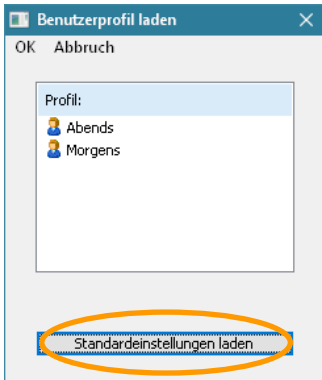 Benutzerprofil laden
OK Abbruch
Profil:
Abends
Morgens
Standardeinstellungen laden